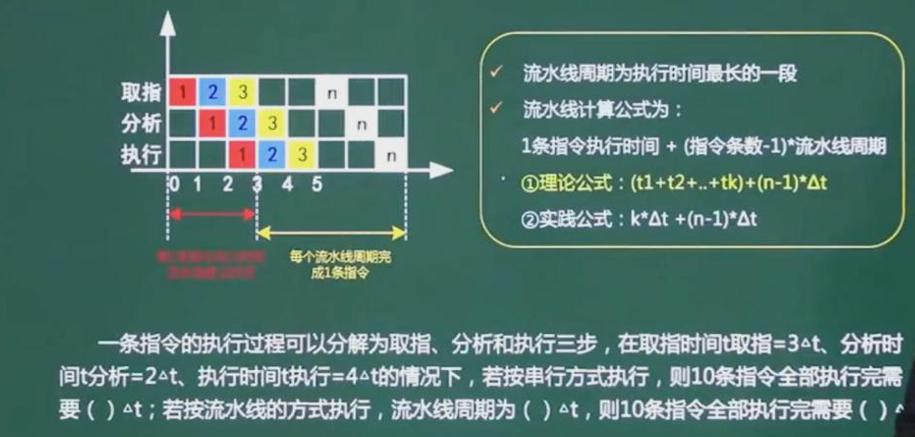 取指 1 2 3 n
分析 1 2 3 n
执行 1 2 3 n
0 1 2 3 4 5
每个流水线周期完
成1条指令
✓ 流水线周期为执行时间最长的一段
✓ 流水线计算公式为：
1条指令执行时间 + (指令条数-1)*流水线周期
①理论公式：(t1+t2+..+tk)+(n-1)*Δt
②实践公式：k*Δt +(n-1)*Δt
一条指令的执行过程可以分解为取指、分析和执行三步，在取指时间t取指=3△t、分析时
间t分析=2△t、执行时间t执行=4△t的情况下，若按串行方式执行，则10条指令全部执行完需
要（ ）△t；若按流水线的方式执行，流水线周期为（ ）△t，则10条指令全部执行完需要（ ）